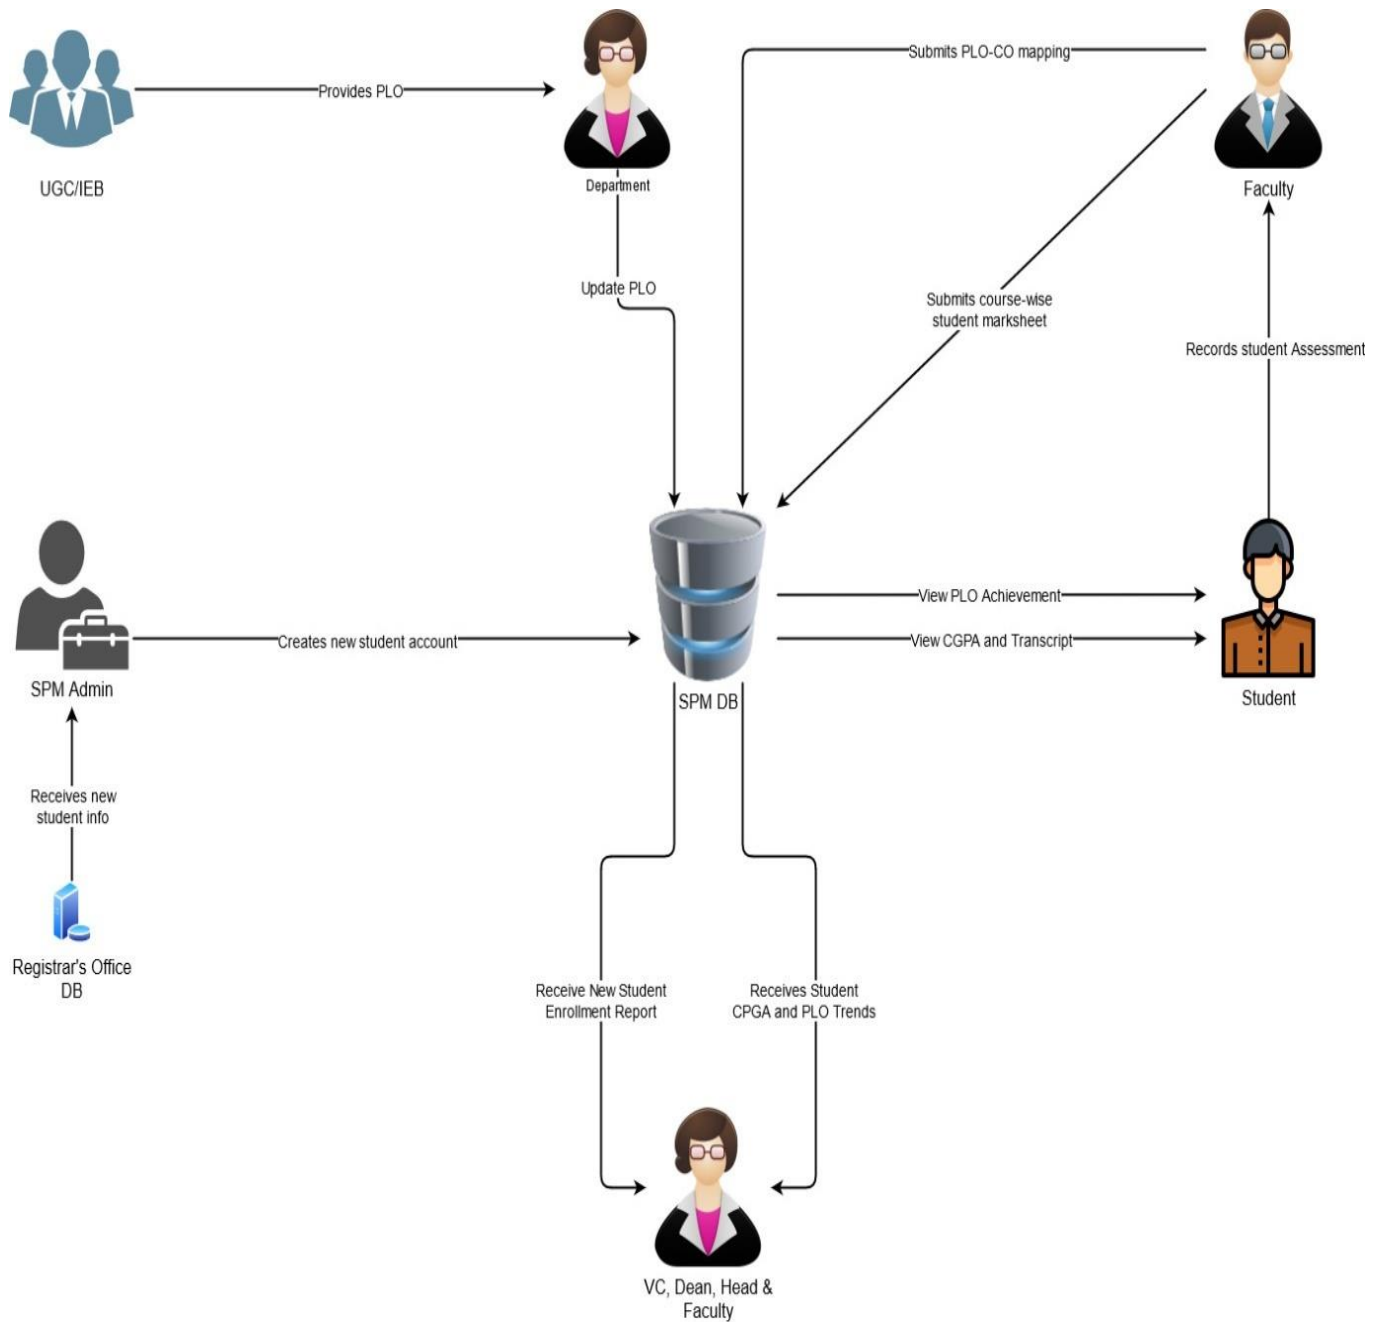 Submits PLO-CO mapping
Provides PLO
UGC/IEB
Department
Faculty
Update PLO
Submits course-wise
student marksheet
Records student Assessment
View PLO Achievement
Creates new student account
View CGPA and Transcript
SPM Admin
SPM DB
Student
Receives new
student info
Registrar's Office
DB
Receive New Student
Enrollment Report
Receives Student
CPGA and PLO Trends
VC, Dean, Head &
Faculty